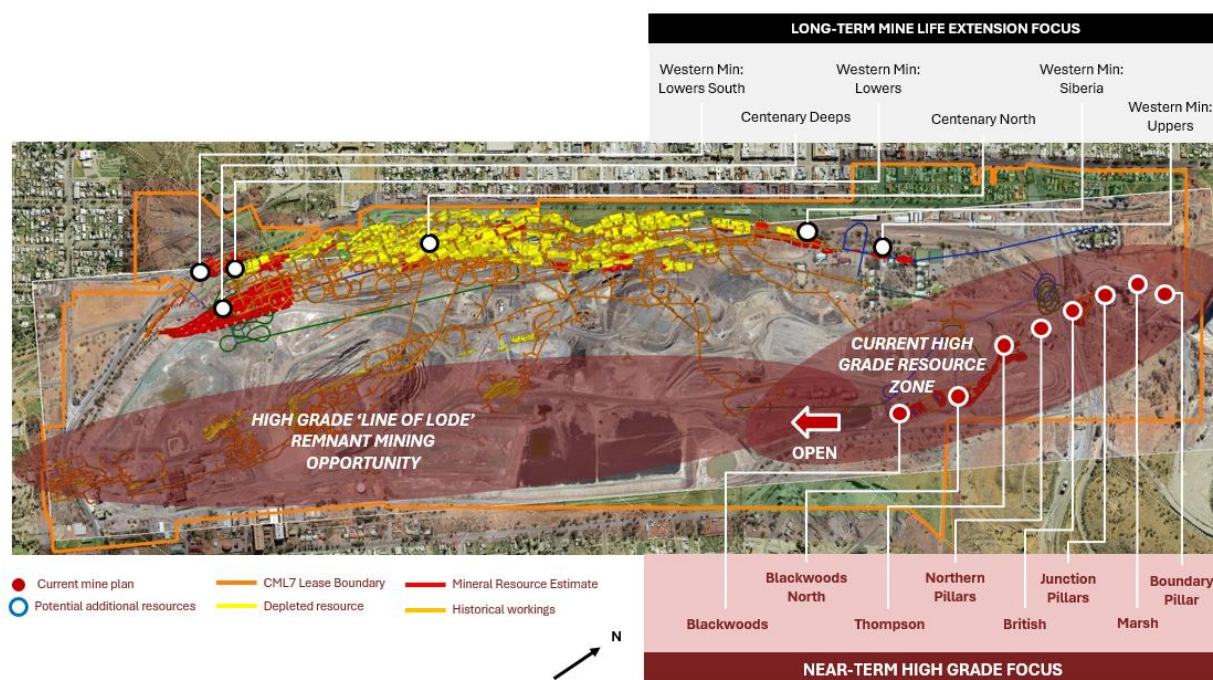 LONG-TERM MINE LIFE EXTENSION FOCUS
Western Min:
Lowers South
Centenary Deeps
Western Min:
Lowers
Centenary North
Western Min:
Siberia
Western Min:
Uppers
CURRENT HIGH
GRADE RESOURCE
ZONE
HIGH GRADE ‘LINE OF LODE’
REMNANT MINING
OPPORTUNITY
OPEN
Current mine plan
Potential additional resources
CML7 Lease Boundary
Depleted resource
Mineral Resource Estimate
Historical workings
N
Blackwoods
Blackwoods
North
Thompson
Northern
Pillars
British
Junction
Pillars
Marsh
Boundary
Pillar
NEAR-TERM HIGH GRADE FOCUS